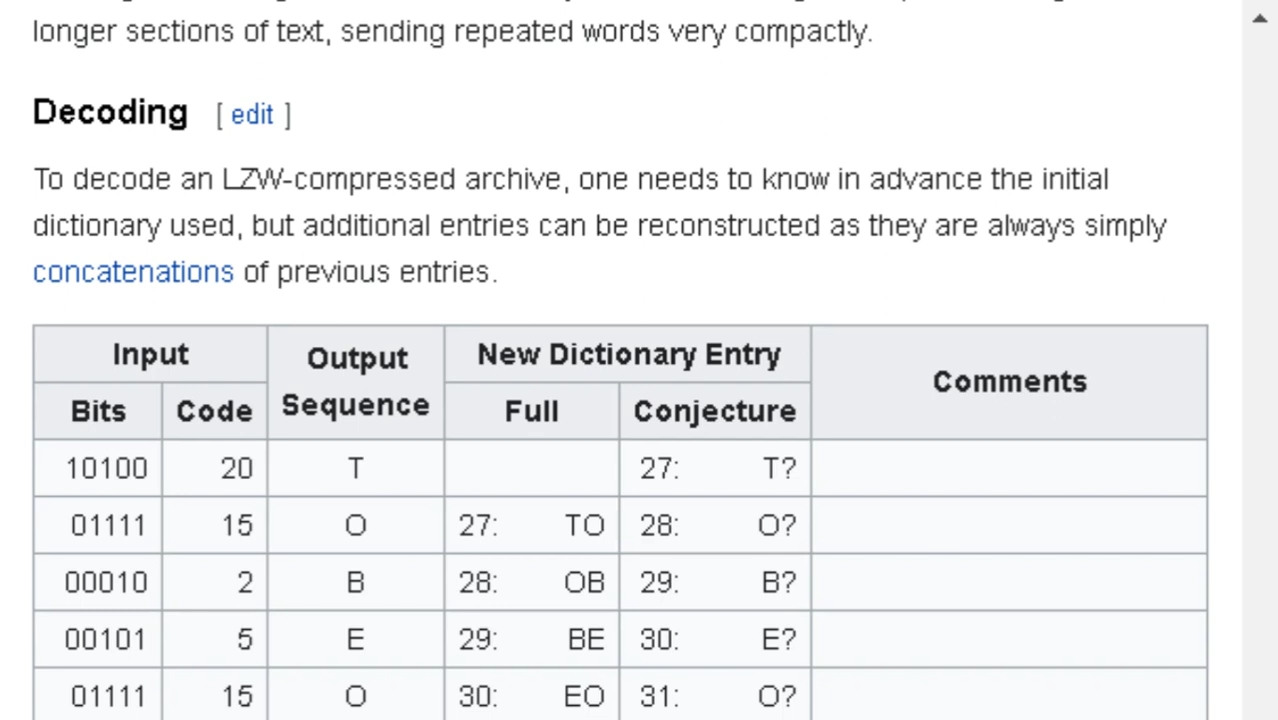 longer sections of text, sending repeated words very compactly.
Decoding [ edit ]
To decode an LZW-compressed archive, one needs to know in advance the initial
dictionary used, but additional entries can be reconstructed as they are always simply
concatenations of previous entries.
Input Output Sequence New Dictionary Entry Comments
Bits Code Full Conjecture
10100 20 T 27: T?
01111 15 O 27: TO 28: O?
00010 2 B 28: OB 29: B?
00101 5 E 29: BE 30: E?
01111 15 O 30: EO 31: O?